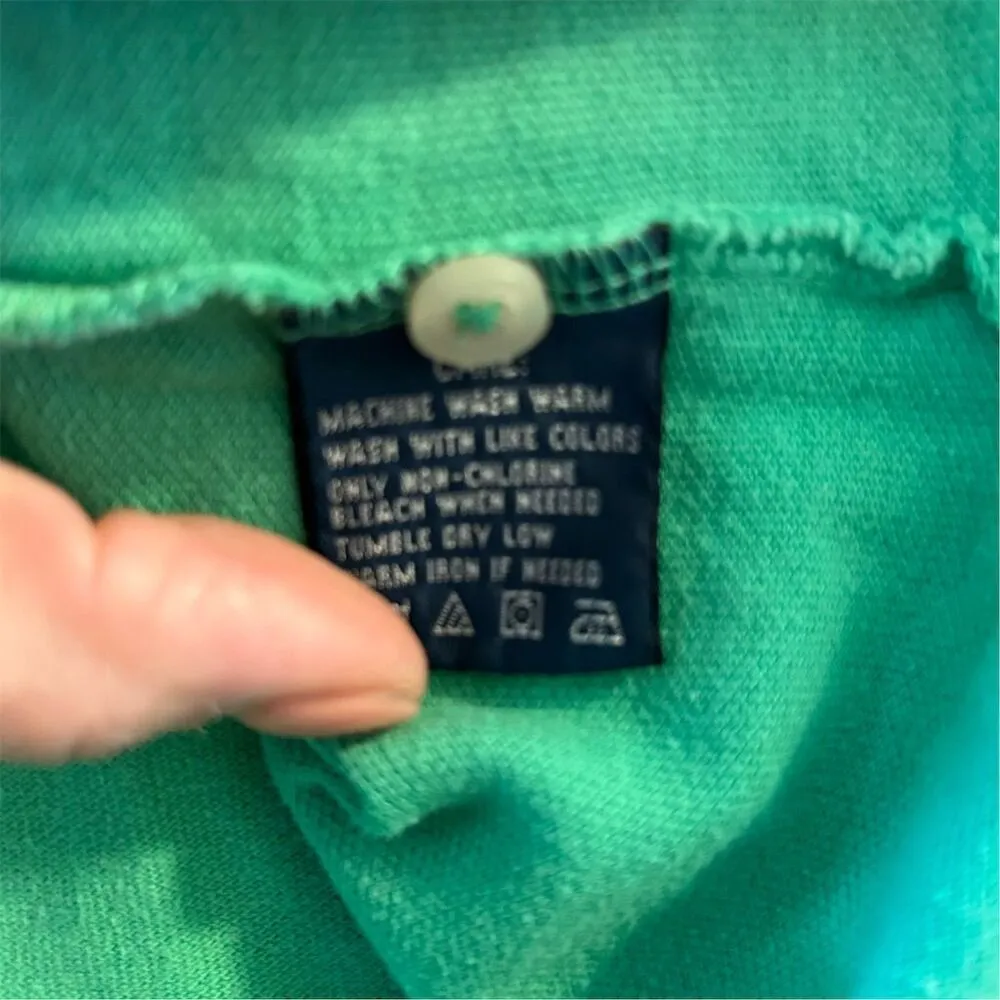 MACHINE WASH WARM
WASH WITH LIKE COLORS
ONLY NON-CHLORINE
BLEACH WHEN NEEDED
TUMBLE DRY LOW
WARM IRON IF NEEDED